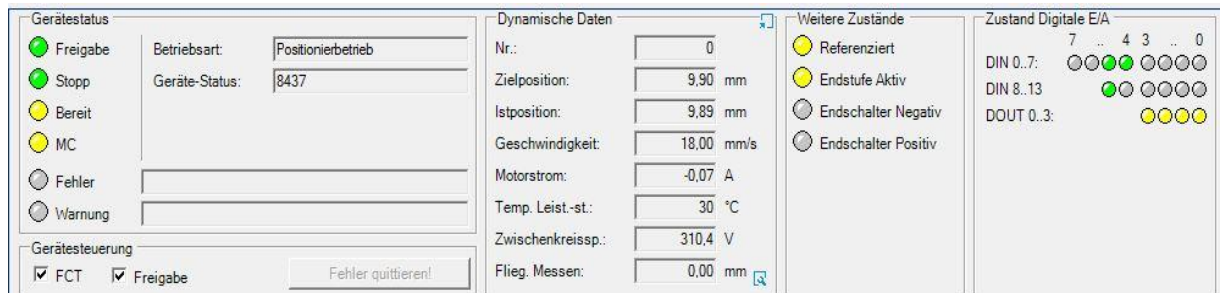 Gerätestatus
Freigabe
Stopp
Bereit
MC
Fehler
Warnung
Betriebsart: Positionierbetrieb
Geräte-Status: 8437
Gerätesteuerung
FCT Freigabe Fehler quittieren!
Dynamische Daten
Nr.: 0
Zielposition: 9,90 mm
Istposition: 9,89 mm
Geschwindigkeit: 18,00 mm/s
Motorstrom: -0,07 A
Temp. Leist.-st.: 30 °C
Zwischenkreissp.: 310,4 V
Flieg. Messen: 0,00 mm
Weitere Zustände
Referenziert
Endstufe Aktiv
Endschalter Negativ
Endschalter Positiv
Zustand Digitale E/A
7 .. 4 3 .. 0
DIN 0..7:
DIN 8..13
DOUT 0..3: